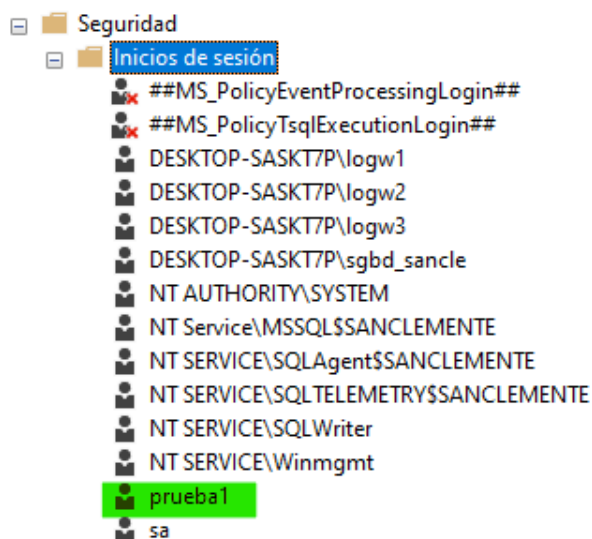 Seguridad
Inicios de sesión
##MS_PolicyEventProcessingLogin##
##MS_PolicyTsqlExecutionLogin##
DESKTOP-SASKT7P\logw1
DESKTOP-SASKT7P\logw2
DESKTOP-SASKT7P\logw3
DESKTOP-SASKT7P\sgbd_sancle
NT AUTHORITY\SYSTEM
NT Service\MSSQL$SANCLEMENTE
NT SERVICE\SQLAgent$SANCLEMENTE
NT SERVICE\SQLTELEMETRY$SANCLEMENTE
NT SERVICE\SQLWriter
NT SERVICE\Winmgmt
prueba1
sa